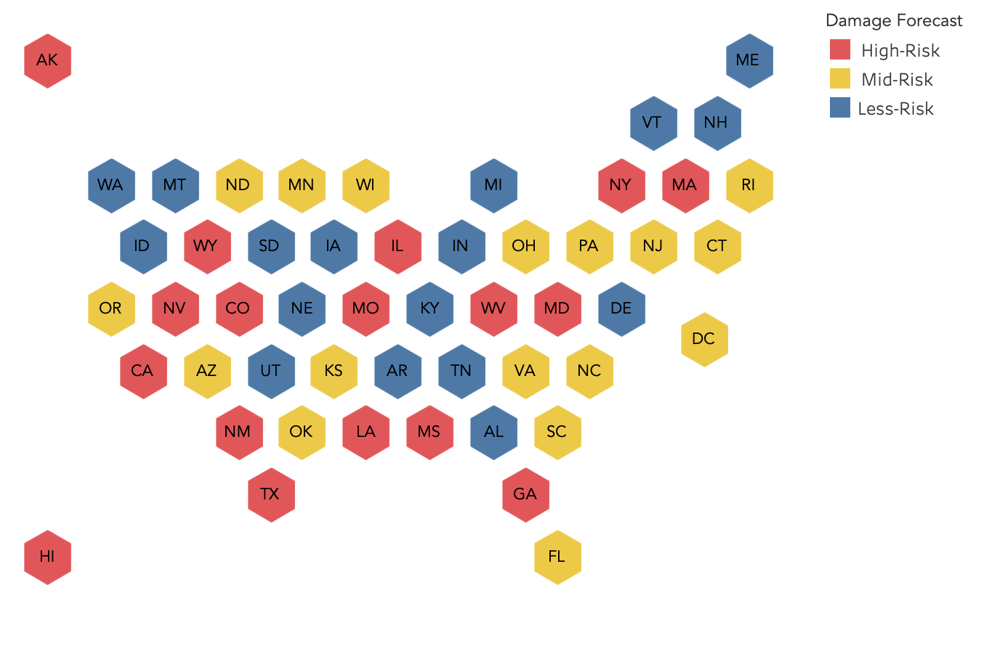 Damage Forecast
High-Risk
Mid-Risk
Less-Risk
AK
ME
VT NH
WA MT ND MN WI MI NY MA RI
ID WY SD IA IL IN OH PA NJ CT
OR NV CO NE MO KY WV MD DE
DC
CA AZ UT KS AR TN VA NC
NM OK LA MS AL SC
TX GA
HI FL